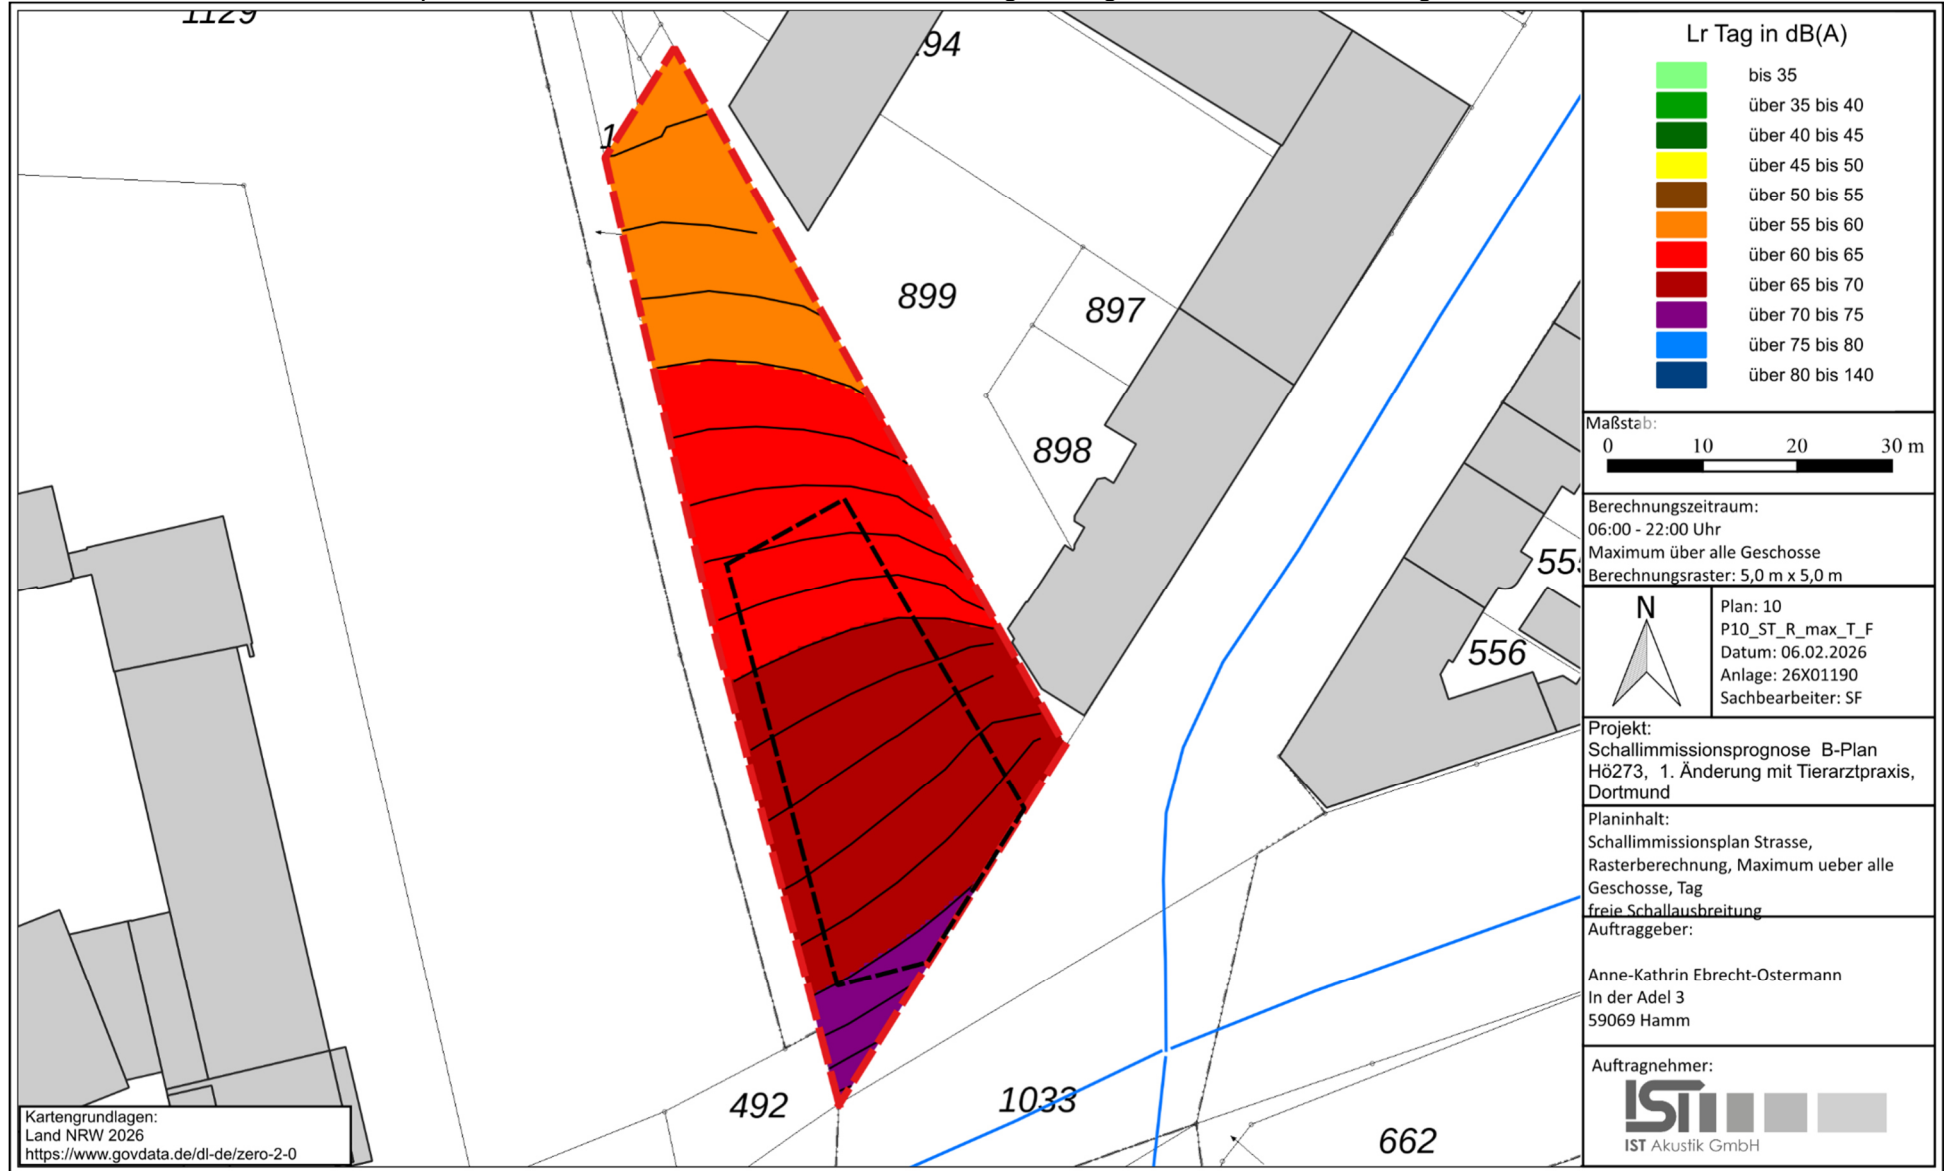 1129
94
1
899
897
898
555
556
492
1033
662
Kartengrundlagen:
Land NRW 2026
https://www.govdata.de/dl-de/zero-2-0
Lr Tag in dB(A)
bis 35
über 35 bis 40
über 40 bis 45
über 45 bis 50
über 50 bis 55
über 55 bis 60
über 60 bis 65
über 65 bis 70
über 70 bis 75
über 75 bis 80
über 80 bis 140
Maßstab:
0 10 20 30 m
Berechnungszeitraum:
06:00 - 22:00 Uhr
Maximum über alle Geschosse
Berechnungsraster: 5,0 m x 5,0 m
N
Plan: 10
P10_ST_R_max_T_F
Datum: 06.02.2026
Anlage: 26X01190
Sachbearbeiter: SF
Projekt:
Schallimmissionsprognose B-Plan
Hö273, 1. Änderung mit Tierarztpraxis,
Dortmund
Planinhalt:
Schallimmissionsplan Strasse,
Rasterberechnung, Maximum ueber alle
Geschosse, Tag
freie Schallausbreitung
Auftraggeber:
Anne-Kathrin Ebrecht-Ostermann
In der Adel 3
59069 Hamm
Auftragnehmer:
IST
IST Akustik GmbH